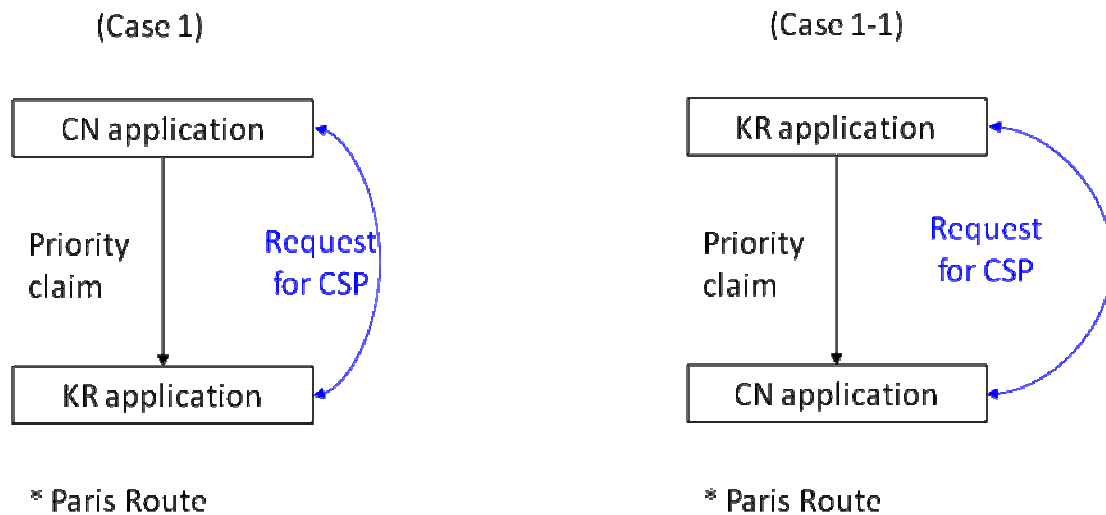 (Case 1)
CN application
Priority
claim
Request
for CSP
KR application
* Paris Route
(Case 1-1)
KR application
Priority
claim
Request
for CSP
CN application
* Paris Route